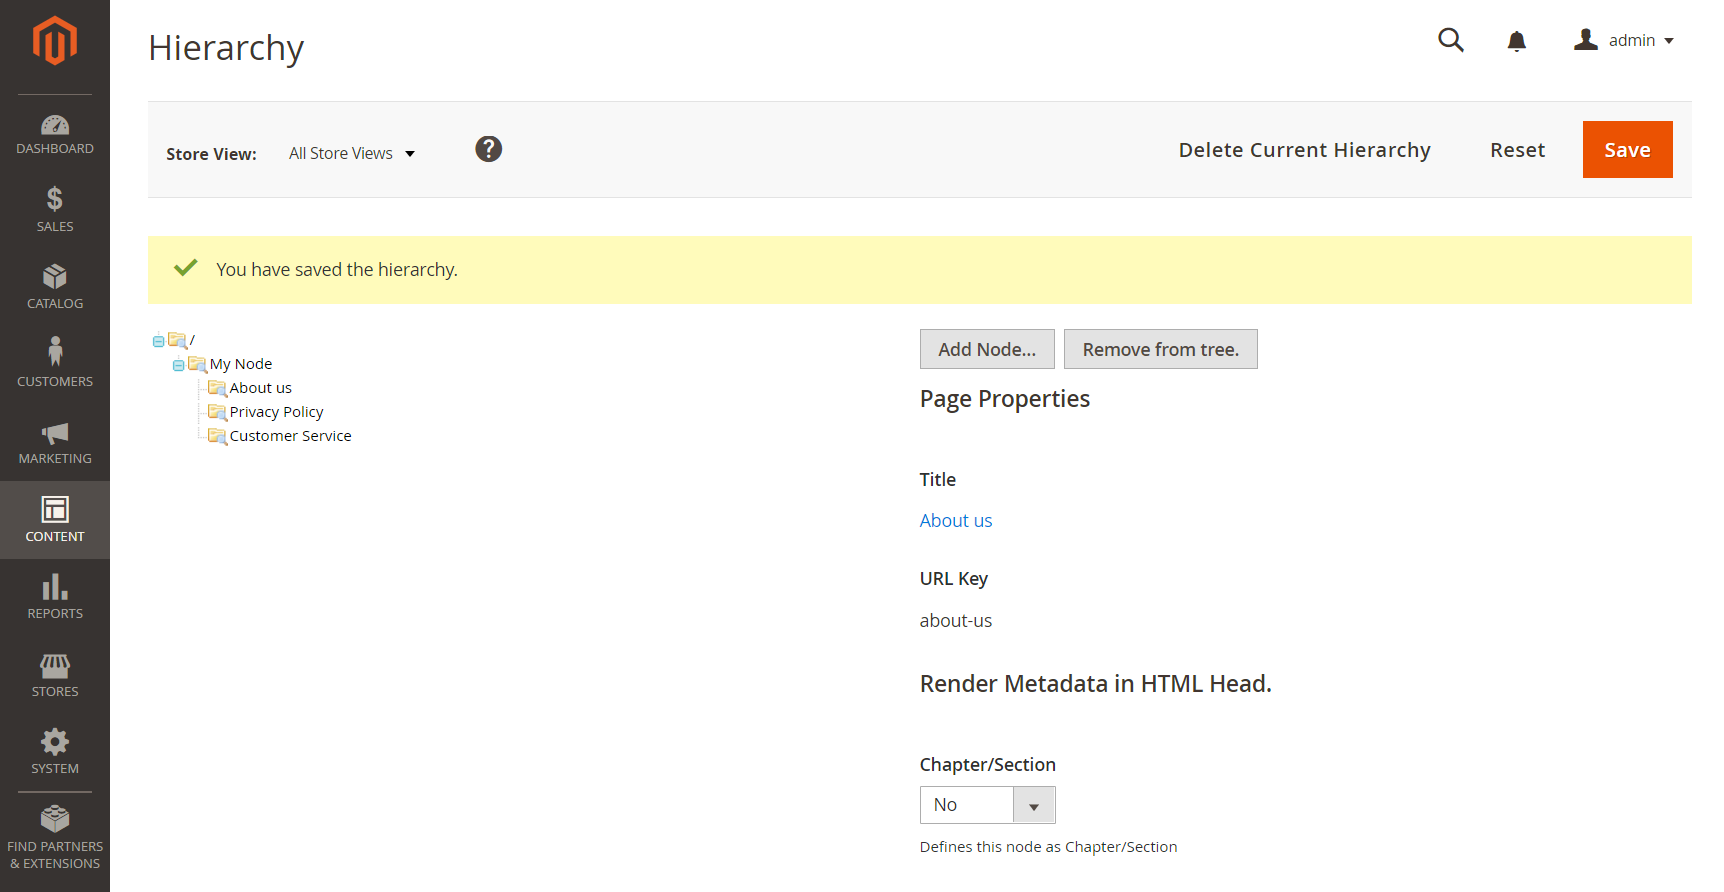 Hierarchy
admin
DASHBOARD
SALES
CATALOG
CUSTOMERS
MARKETING
CONTENT
REPORTS
STORES
SYSTEM
FIND PARTNERS
& EXTENSIONS
Store View: All Store Views ?
Delete Current Hierarchy Reset Save
You have saved the hierarchy.
/
My Node
About us
Privacy Policy
Customer Service
Add Node... Remove from tree.
Page Properties
Title
About us
URL Key
about-us
Render Metadata in HTML Head.
Chapter/Section
No
Defines this node as Chapter/Section